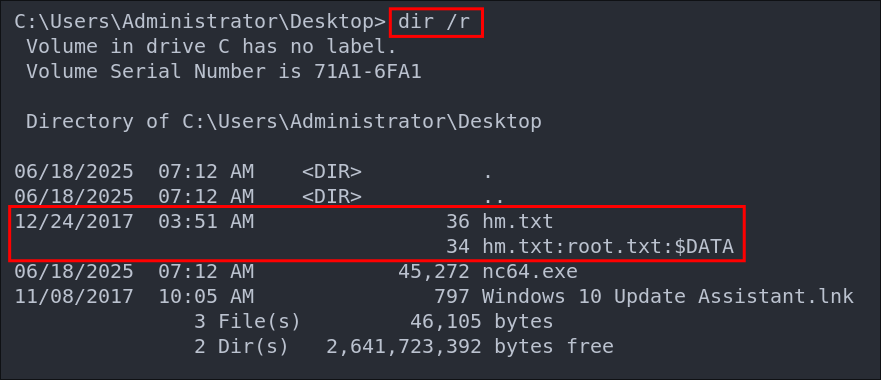 C:\Users\Administrator\Desktop> dir /r
 Volume in drive C has no label.
 Volume Serial Number is 71A1-6FA1

 Directory of C:\Users\Administrator\Desktop

06/18/2025  07:12 AM    <DIR>          .
06/18/2025  07:12 AM    <DIR>          ..
12/24/2017  03:51 AM                36 hm.txt
                                    34 hm.txt:root.txt:$DATA
06/18/2025  07:12 AM            45,272 nc64.exe
11/08/2017  10:05 AM               797 Windows 10 Update Assistant.lnk
               3 File(s)         46,105 bytes
               2 Dir(s)   2,641,723,392 bytes free